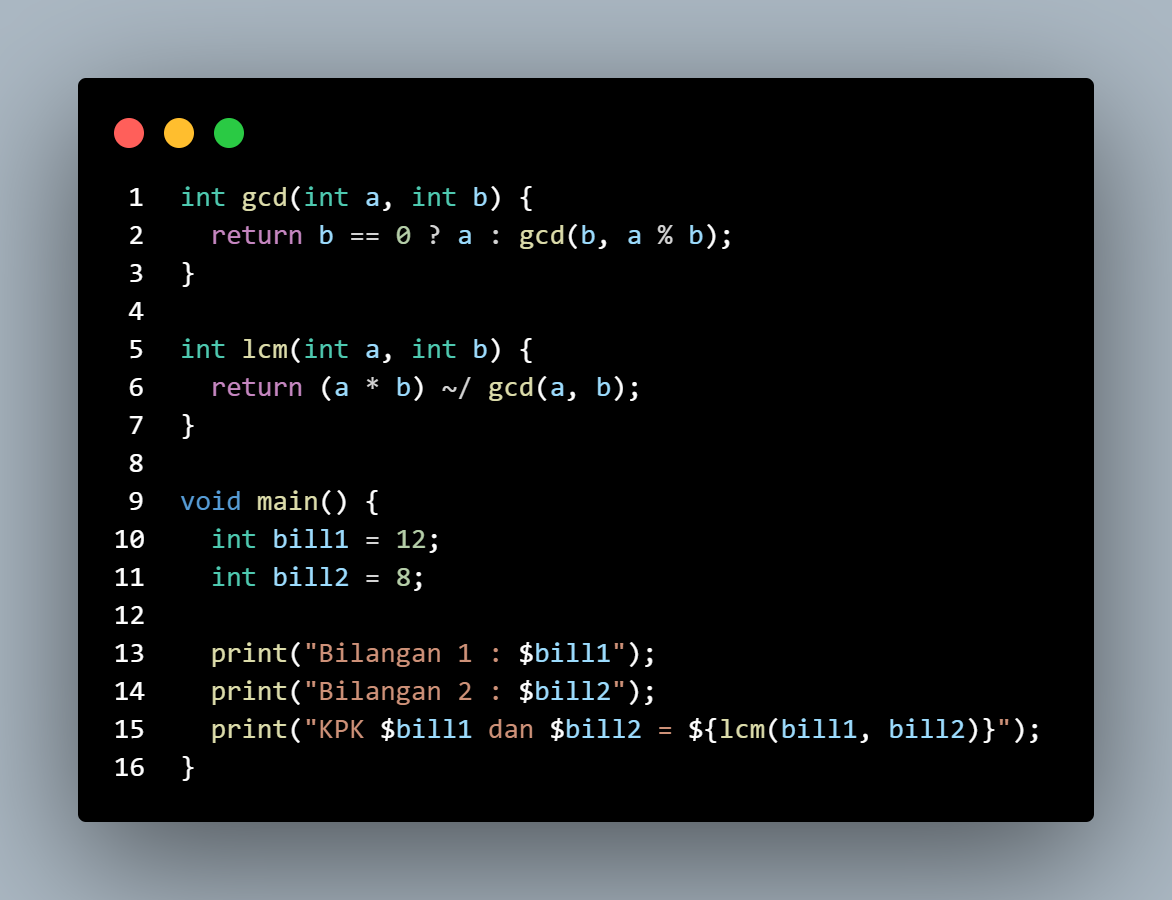 1 int gcd(int a, int b) {
2   return b == 0 ? a : gcd(b, a % b);
3 }
4
5 int lcm(int a, int b) {
6   return (a * b) ~/ gcd(a, b);
7 }
8
9 void main() {
10   int bill1 = 12;
11   int bill2 = 8;
12
13   print("Bilangan 1 : $bill1");
14   print("Bilangan 2 : $bill2");
15   print("KPK $bill1 dan $bill2 = ${lcm(bill1, bill2)}");
16 }